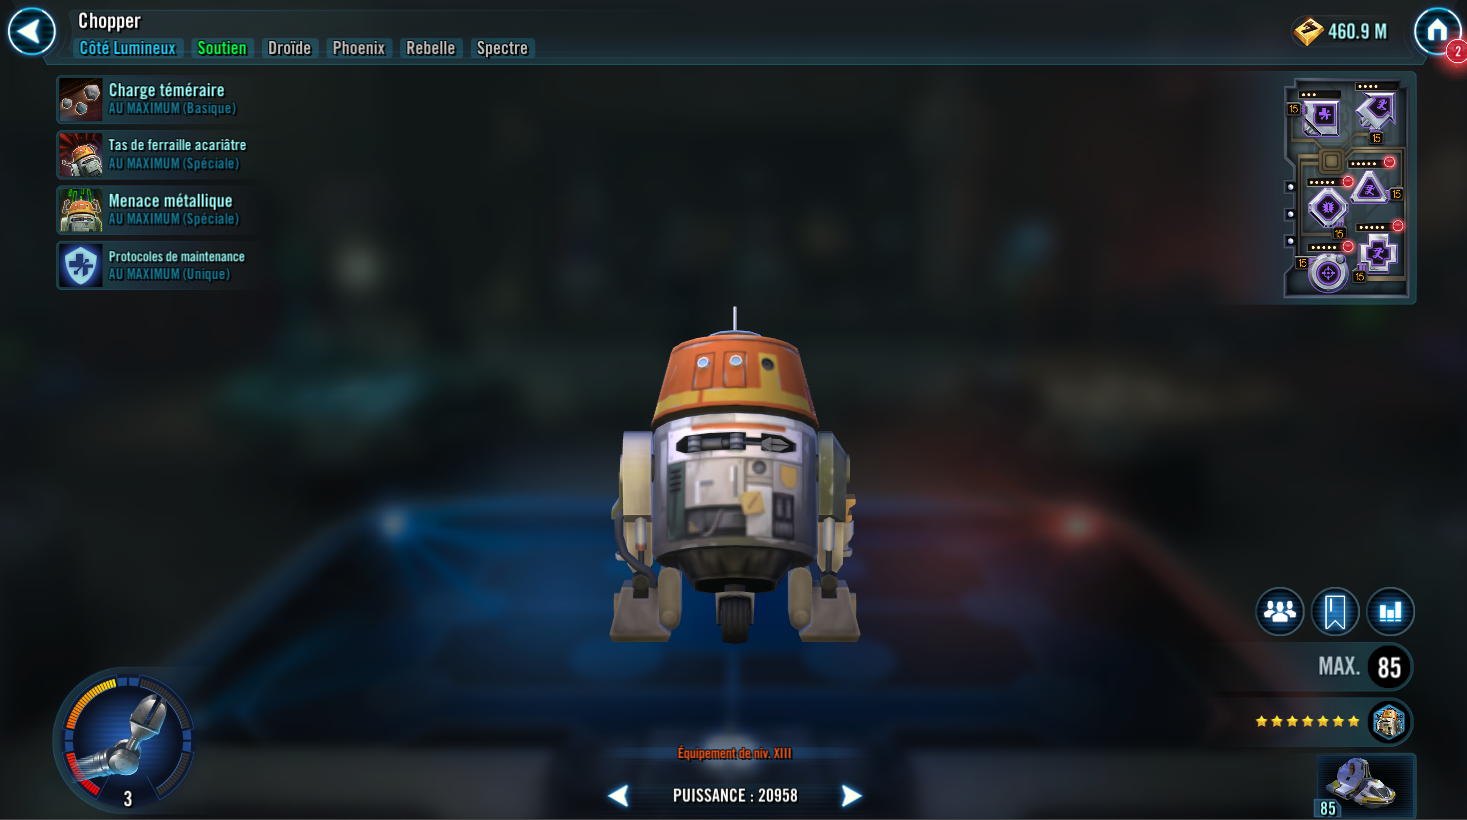 Chopper
Côté Lumineux Soutien Droïde Phoenix Rebelle Spectre
460.9 M
2
Charge téméraire
AU MAXIMUM (Basique)
Tas de ferraille acariâtre
AU MAXIMUM (Spéciale)
Menace métallique
AU MAXIMUM (Spéciale)
Protocoles de maintenance
AU MAXIMUM (Unique)
15
15
15
15
15
15
MAX. 85
Équipement de niv. XIII
PUISSANCE : 20958
3
85